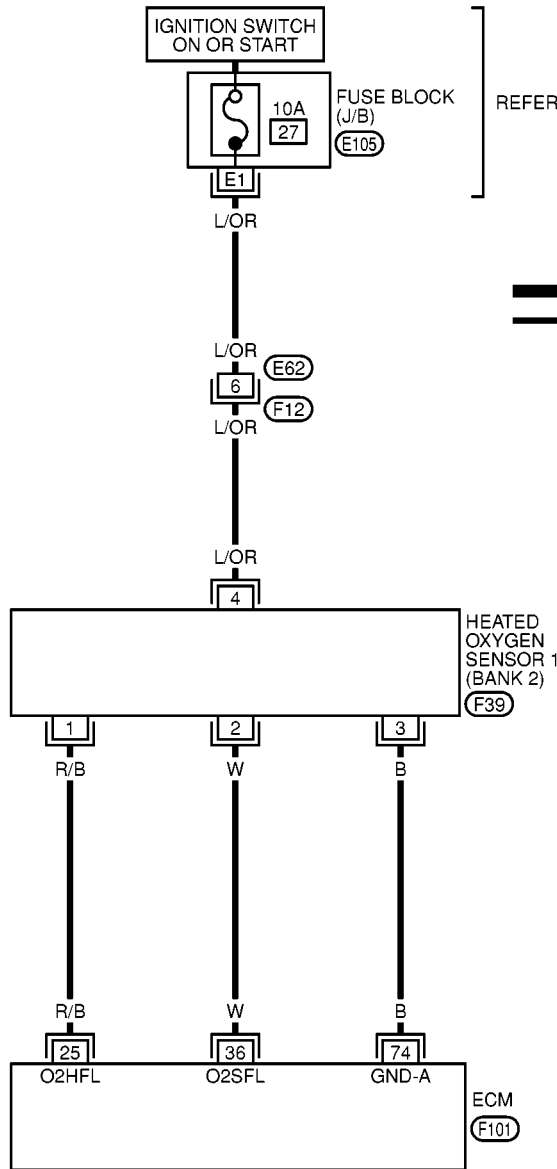 IGNITION SWITCH
ON OR START
FUSE BLOCK
(J/B)
10A
27
E105
REFER
E1
L/OR
L/OR
E62
6
F12
L/OR
L/OR
4
HEATED
OXYGEN
SENSOR 1
(BANK 2)
F39
1 2 3
R/B W B
R/B W B
25 36 74
O2HFL O2SFL GND-A
ECM
F101